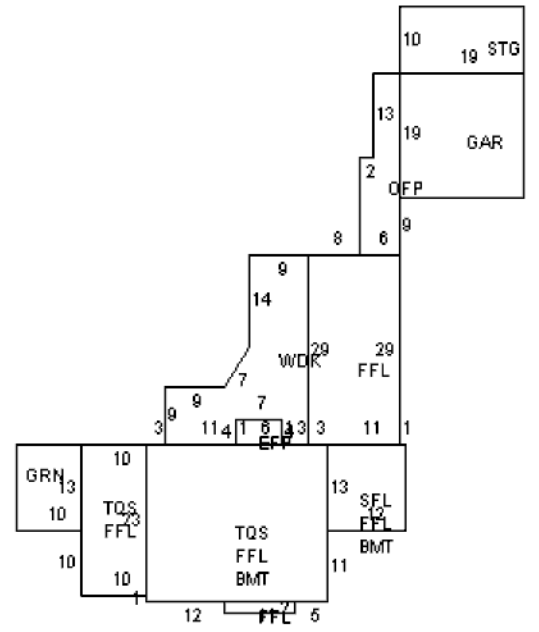 10
19 STG
13
19
GAR
2
OFP
9
8 6
9
14
WDK
29 29
FFL
7
9
7
9
3 11 4 1 6 1 3 3 11 1
EFP
GRN
13
10
10
TQS
FFL
23
13
SFL
FFL
BMT
12
TQS
FFL
BMT
10
10
11
1
12
FFL
5